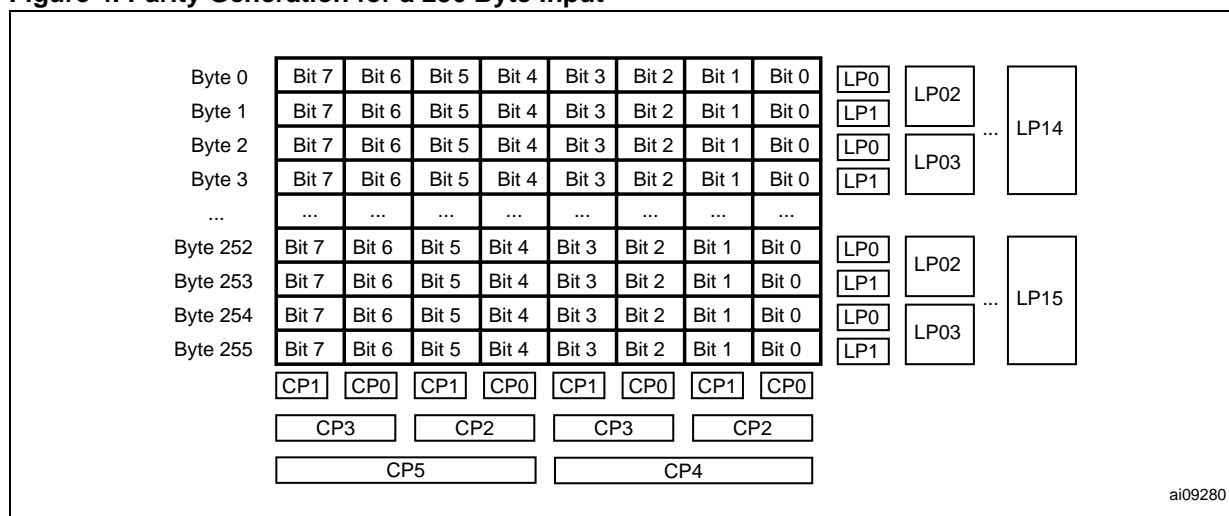 Byte 0 Bit 7 Bit 6 Bit 5 Bit 4 Bit 3 Bit 2 Bit 1 Bit 0 LP0
LP02
Byte 1 Bit 7 Bit 6 Bit 5 Bit 4 Bit 3 Bit 2 Bit 1 Bit 0 LP1
... LP14
Byte 2 Bit 7 Bit 6 Bit 5 Bit 4 Bit 3 Bit 2 Bit 1 Bit 0 LP0
LP03
Byte 3 Bit 7 Bit 6 Bit 5 Bit 4 Bit 3 Bit 2 Bit 1 Bit 0 LP1
... ... ... ... ... ... ... ... ...
Byte 252 Bit 7 Bit 6 Bit 5 Bit 4 Bit 3 Bit 2 Bit 1 Bit 0 LP0
LP02
Byte 253 Bit 7 Bit 6 Bit 5 Bit 4 Bit 3 Bit 2 Bit 1 Bit 0 LP1
... LP15
Byte 254 Bit 7 Bit 6 Bit 5 Bit 4 Bit 3 Bit 2 Bit 1 Bit 0 LP0
LP03
Byte 255 Bit 7 Bit 6 Bit 5 Bit 4 Bit 3 Bit 2 Bit 1 Bit 0 LP1
CP1 CP0 CP1 CP0 CP1 CP0 CP1 CP0
CP3 CP2 CP3 CP2
CP5 CP4
ai09280